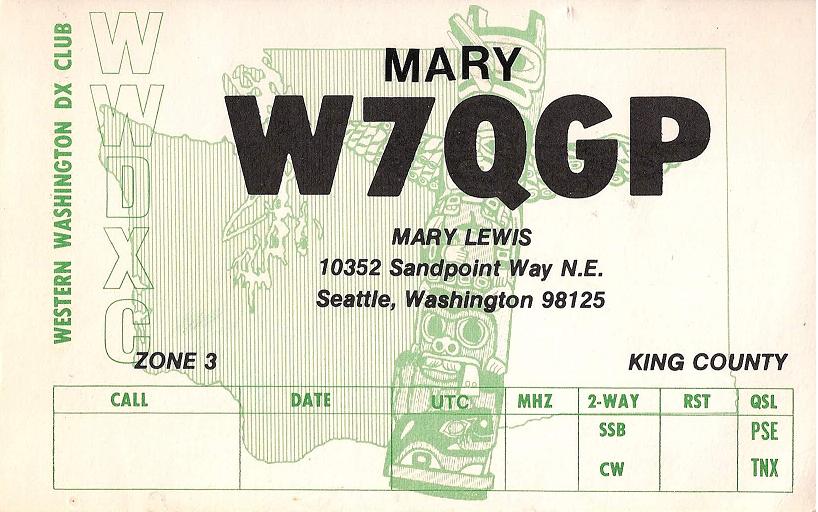 WESTERN WASHINGTON DX CLUB
WWDXC
MARY
W7QGP
MARY LEWIS
10352 Sandpoint Way N.E.
Seattle, Washington 98125
ZONE 3
KING COUNTY
CALL DATE UTC MHZ 2-WAY RST QSL
SSB PSE
CW TNX